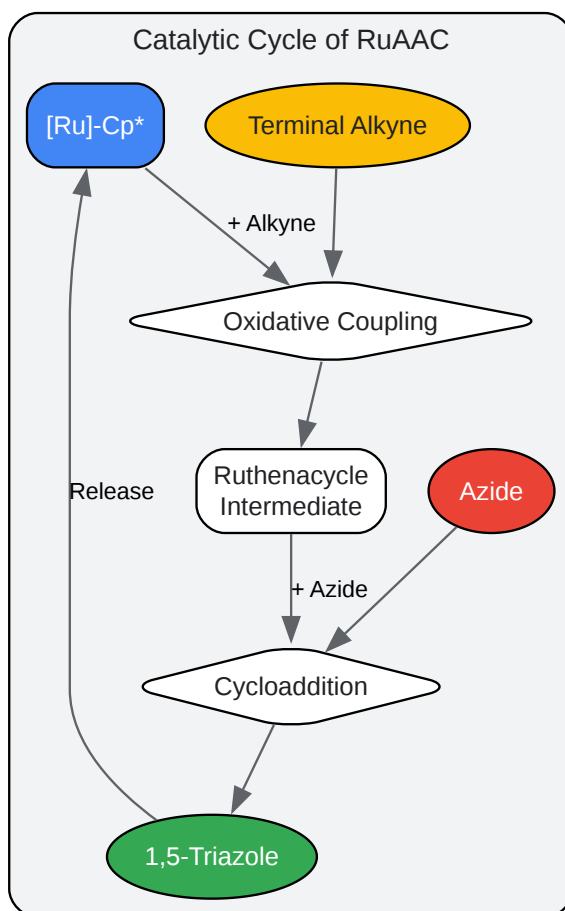 Catalytic Cycle of RuAAC
[Ru]-Cp*
Terminal Alkyne
+ Alkyne
Oxidative Coupling
Ruthenacycle
Intermediate
Azide
Release
+ Azide
Cycloaddition
1,5-Triazole